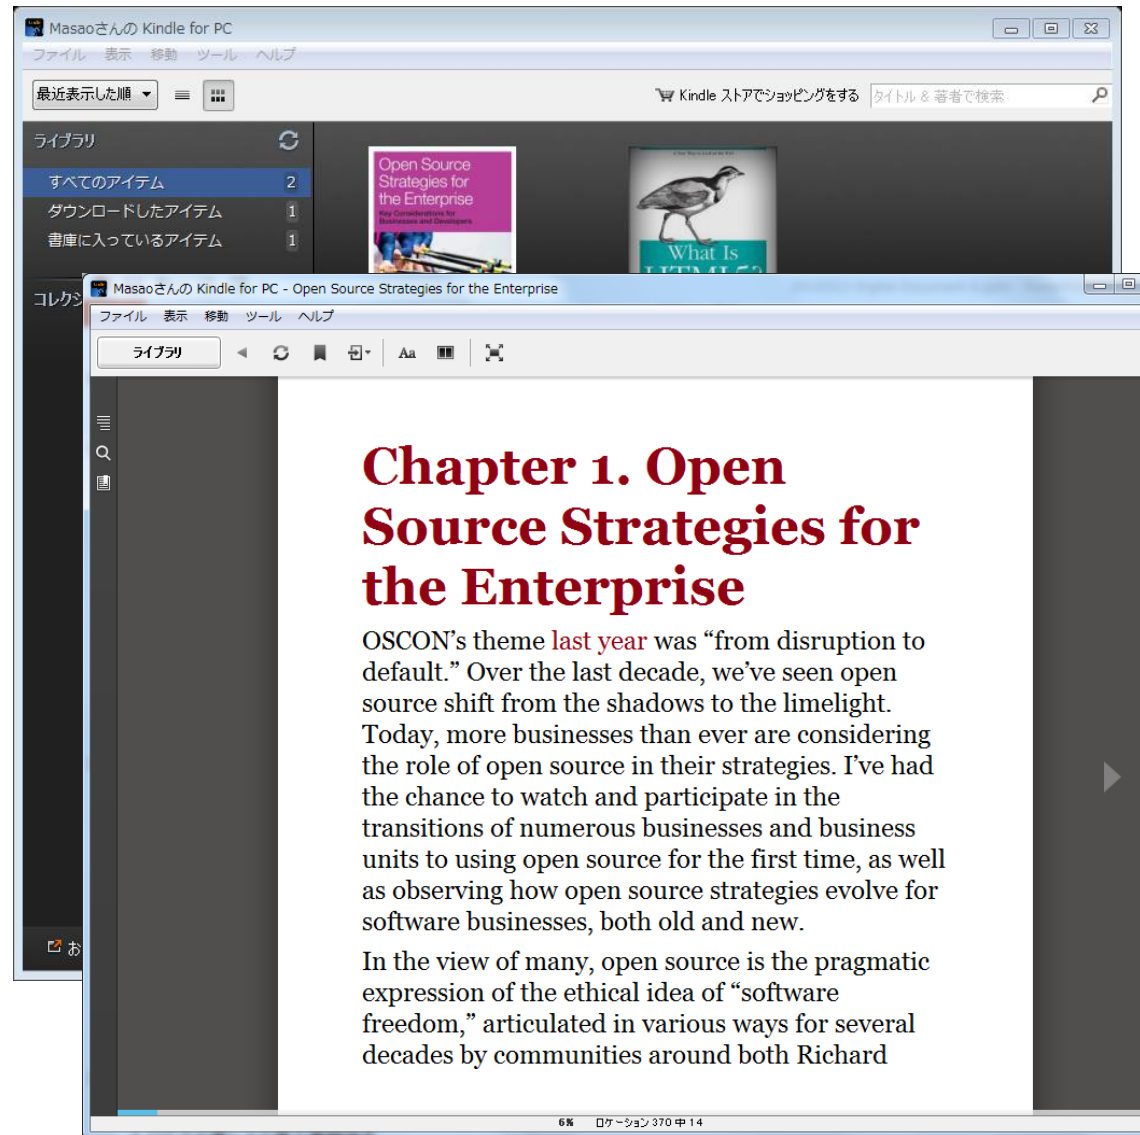 Masaoさんの Kindle for PC
ファイル 表示 移動 ツール ヘルプ
最近表示した順
Kindle ストアでショッピングをする
タイトル & 著者で検索
ライブラリ
すべてのアイテム 2
ダウンロードしたアイテム 1
書庫に入っているアイテム 1
Open Source
Strategies for
the Enterprise
Key Considerations for
Businesses and Developers
What Is
HTML5?
コレクシ
お
Masaoさんの Kindle for PC - Open Source Strategies for the Enterprise
ファイル 表示 移動 ツール ヘルプ
ライブラリ
Aa
Chapter 1. Open
Source Strategies for
the Enterprise
OSCON’s theme last year was “from disruption to
default.” Over the last decade, we’ve seen open
source shift from the shadows to the limelight.
Today, more businesses than ever are considering
the role of open source in their strategies. I’ve had
the chance to watch and participate in the
transitions of numerous businesses and business
units to using open source for the first time, as well
as observing how open source strategies evolve for
software businesses, both old and new.
In the view of many, open source is the pragmatic
expression of the ethical idea of “software
freedom,” articulated in various ways for several
decades by communities around both Richard
6% ロケーション 370 中 14